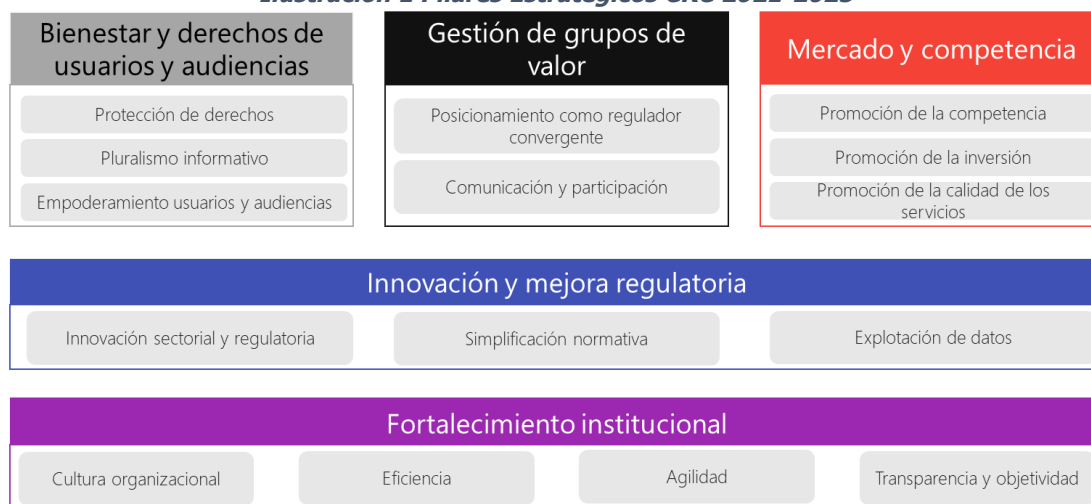 Bienestar y derechos de
usuarios y audiencias
Protección de derechos
Pluralismo informativo
Empoderamiento usuarios y audiencias
Gestión de grupos de
valor
Posicionamiento como regulador
convergente
Comunicación y participación
Mercado y competencia
Promoción de la competencia
Promoción de la inversión
Promoción de la calidad de los
servicios
Innovación y mejora regulatoria
Innovación sectorial y regulatoria
Simplificación normativa
Explotación de datos
Fortalecimiento institucional
Cultura organizacional
Eficiencia
Agilidad
Transparencia y objetividad